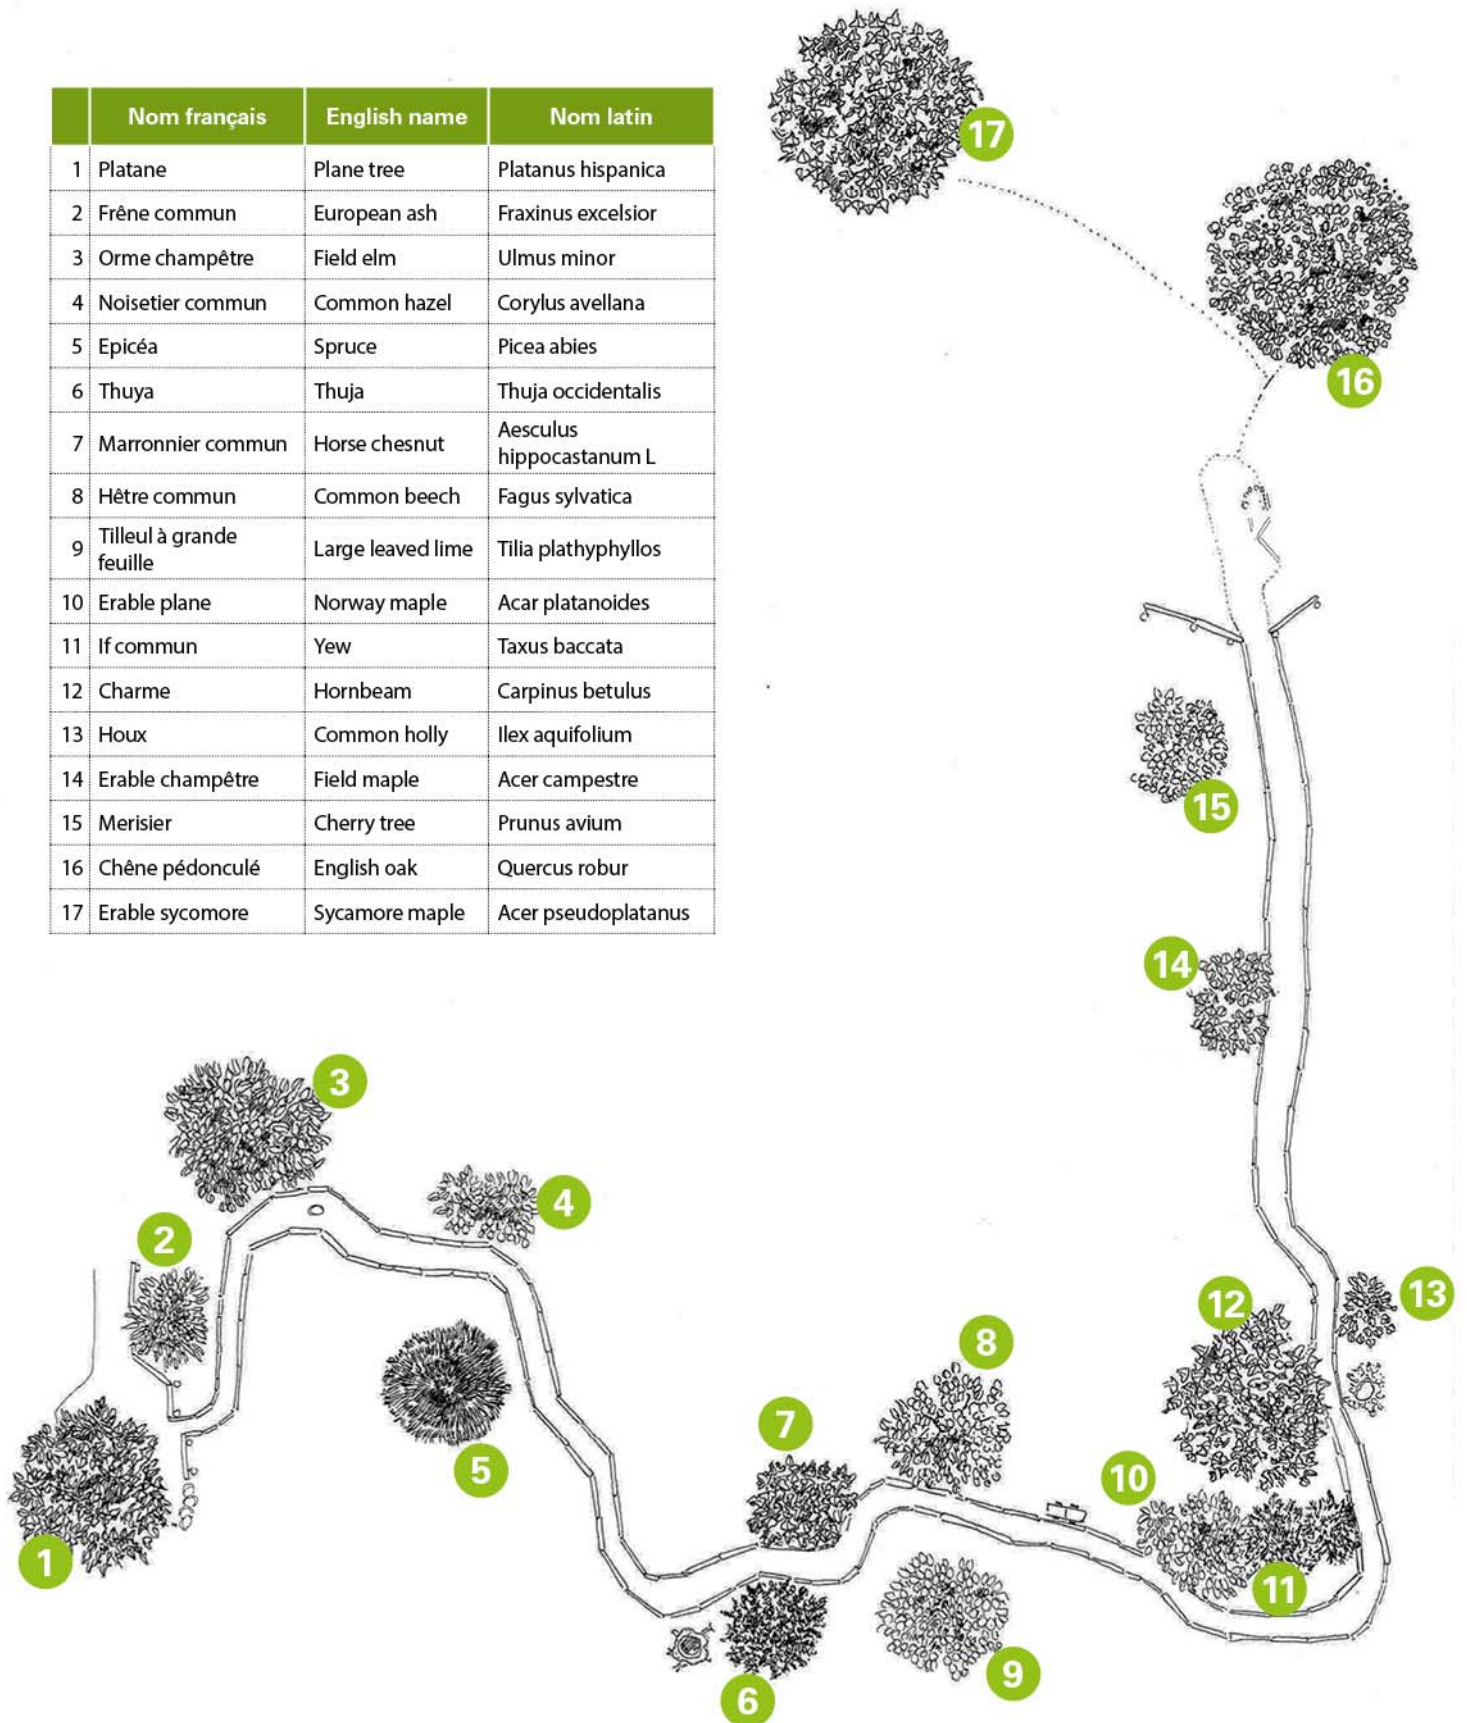 Nom français English name Nom latin
1 Platane Plane tree Platanus hispanica
2 Frêne commun European ash Fraxinus excelsior
3 Orme champêtre Field elm Ulmus minor
4 Noisetier commun Common hazel Corylus avellana
5 Epicéa Spruce Picea abies
6 Thuya Thuja Thuja occidentalis
7 Marronnier commun Horse chesnut Aesculus
hippocastanum L
8 Hêtre commun Common beech Fagus sylvatica
9 Tilleul à grande
feuille Large leaved lime Tilia plathyphyllos
10 Erable plane Norway maple Acar platanoides
11 If commun Yew Taxus baccata
12 Charme Hornbeam Carpinus betulus
13 Houx Common holly Ilex aquifolium
14 Erable champêtre Field maple Acer campestre
15 Merisier Cherry tree Prunus avium
16 Chêne pédonculé English oak Quercus robur
17 Erable sycomore Sycamore maple Acer pseudoplatanus
17
16
15
14
3
4
2
13
12
8
7
5
10
1
11
9
6